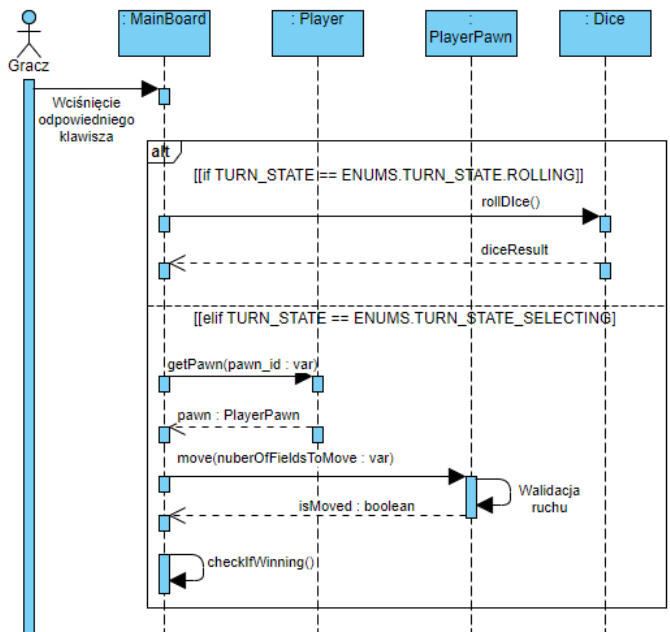 : MainBoard
: Player
:
PlayerPawn
: Dice
Gracz
Wciśnięcie
odpowiedniego
klawisza
alt
[[if TURN_STATE == ENUMS.TURN_STATE.ROLLING]]
rollDIce()
diceResult
[[elif TURN_STATE == ENUMS.TURN_STATE_SELECTING]
getPawn(pawn_id : var)
pawn : PlayerPawn
move(nuberOfFieldsToMove : var)
Walidacja
ruchu
isMoved : boolean
checkIfWinning()